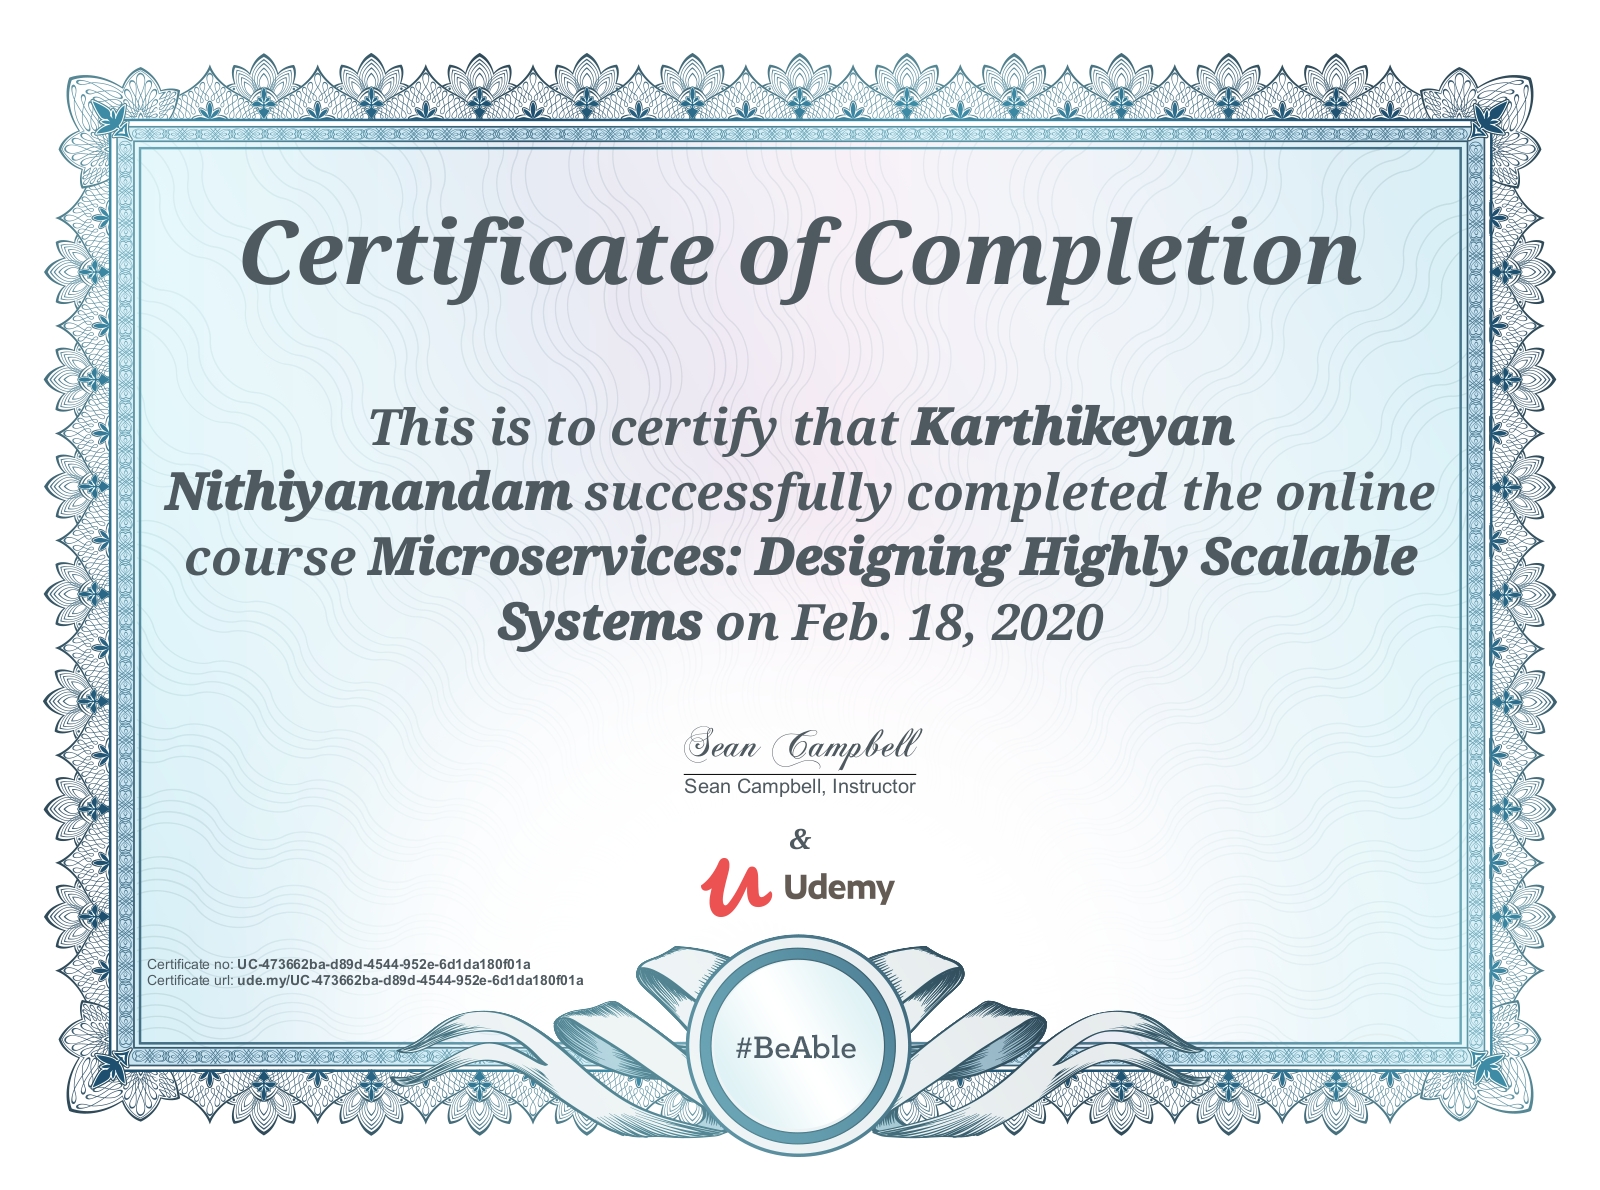 Certificate of Completion
This is to certify that Karthikeyan
Nithiyanandam successfully completed the online
course Microservices: Designing Highly Scalable
Systems on Feb. 18, 2020
Sean Campbell
Sean Campbell, Instructor
&
Udemy
Certificate no: UC-473662ba-d89d-4544-952e-6d1da180f01a
Certificate url: ude.my/UC-473662ba-d89d-4544-952e-6d1da180f01a
#BeAble